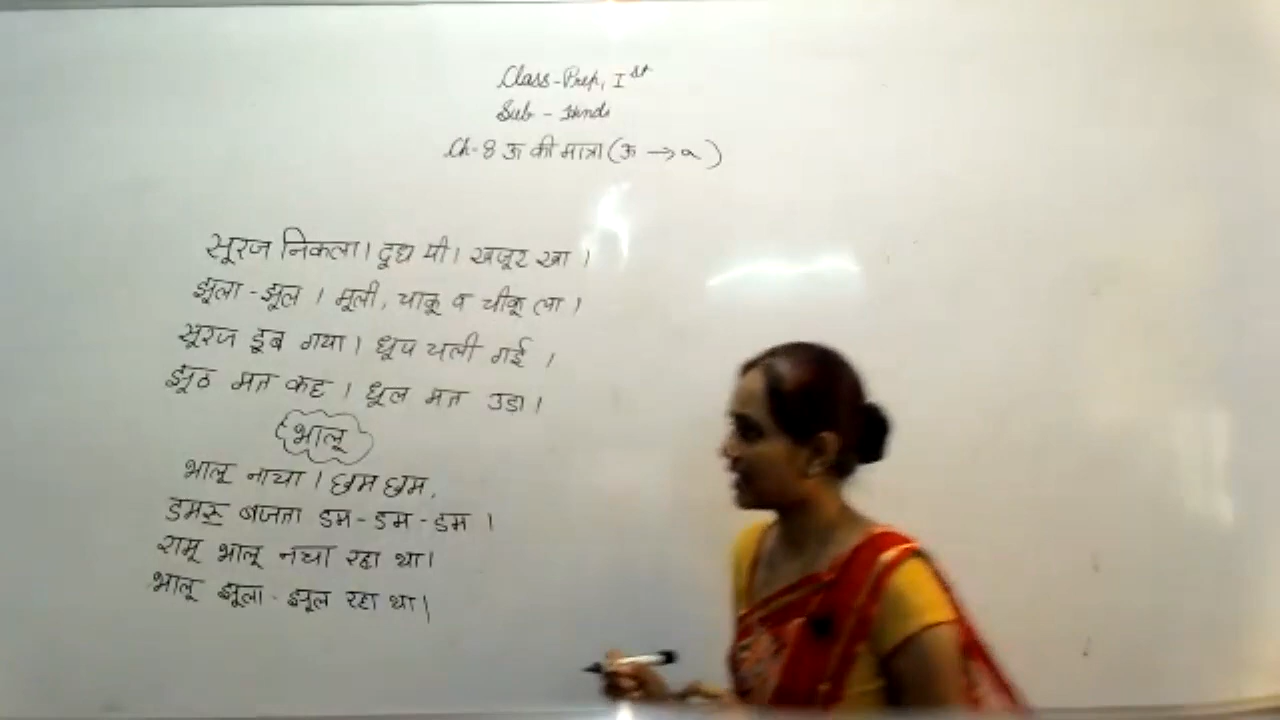 Class-Prep, Ist
Sub - Hindi
Ch-8 ऊ की मात्रा (ऊ → ू)
सूरज निकला। दूध पी। खजूर खा।
झूला-झूल। मूली, चाकू व चीकू ला।
सूरज डूब गया। धूप चली गई।
झूठ मत कह। धूल मत उड़ा।
भालू
भालू नाचा। छम छम,
डमरू बजता डम-डम-डम।
रामू भालू नचा रहा था।
भालू झूला-झूल रहा था।